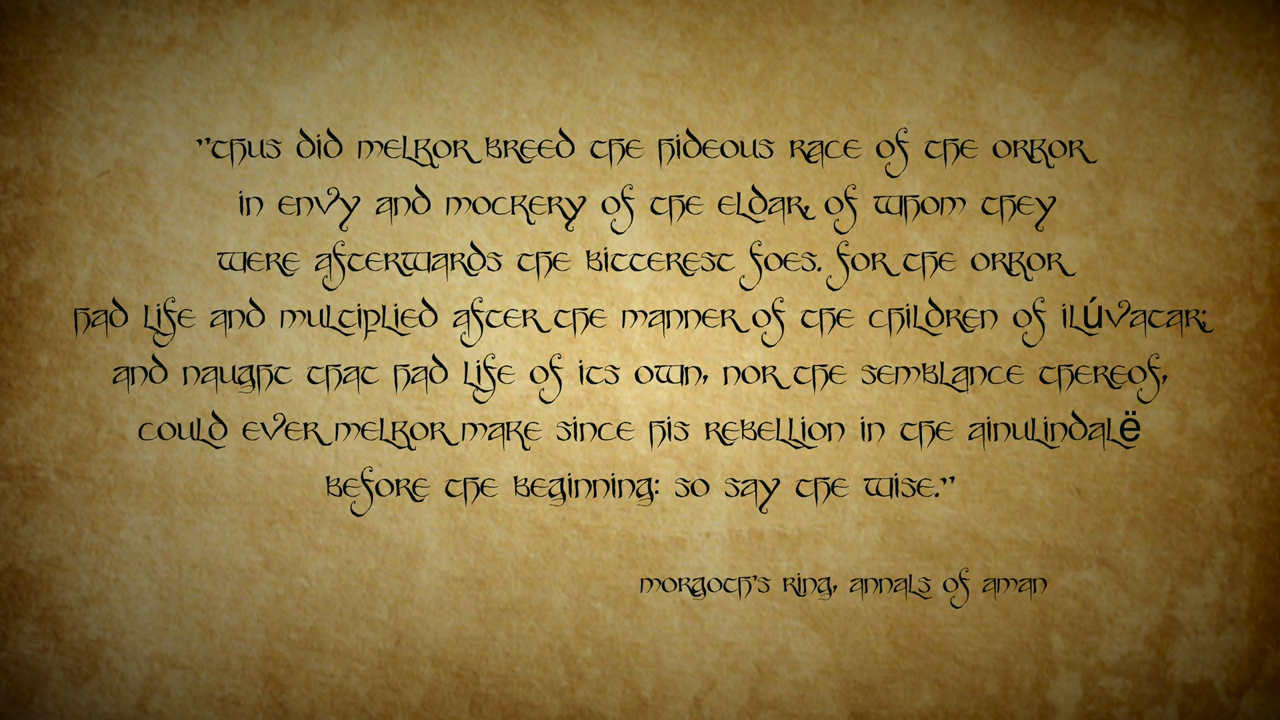 "thus did melkor breed the hideous race of the orkor
in envy and mockery of the eldar, of whom they
were afterwards the bitterest foes. for the orkor
had life and multiplied after the manner of the children of ilúvatar;
and naught that had life of its own, nor the semblance thereof,
could ever melkor make since his rebellion in the ainulindalë
before the beginning: so say the wise."
morgoth's ring, annals of aman